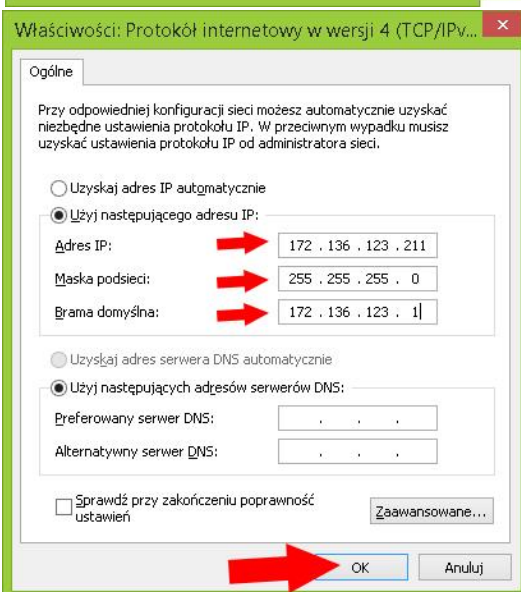 Właściwości: Protokół internetowy w wersji 4 (TCP/IPv...
Ogólne
Przy odpowiedniej konfiguracji sieci możesz automatycznie uzyskać
niezbędne ustawienia protokołu IP. W przeciwnym wypadku musisz
uzyskać ustawienia protokołu IP od administratora sieci.
Uzyskaj adres IP automatycznie
Użyj następującego adresu IP:
Adres IP: 172 . 136 . 123 . 211
Maska podsieci: 255 . 255 . 255 . 0
Brama domyślna: 172 . 136 . 123 . 1
Uzyskaj adres serwera DNS automatycznie
Użyj następujących adresów serwerów DNS:
Preferowany serwer DNS: . . .
Alternatywny serwer DNS: . . .
Sprawdź przy zakończeniu poprawność
ustawień
Zaawansowane...
OK Anuluj